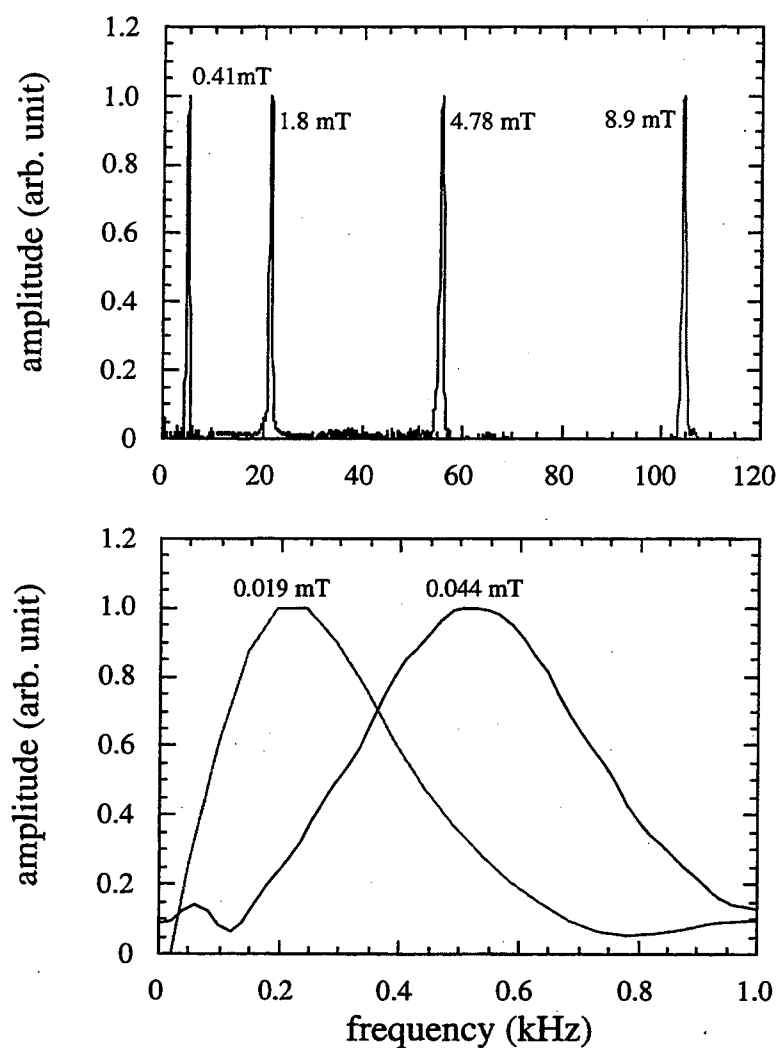 1.2
1.0
0.8
0.6
0.4
0.2
0
amplitude (arb. unit)
0.41mT
1.8 mT
4.78 mT
8.9 mT
0 20 40 60 80 100 120
1.2
1.0
0.8
0.6
0.4
0.2
0
amplitude (arb. unit)
0.019 mT
0.044 mT
0 0.2 0.4 0.6 0.8 1.0
frequency (kHz)